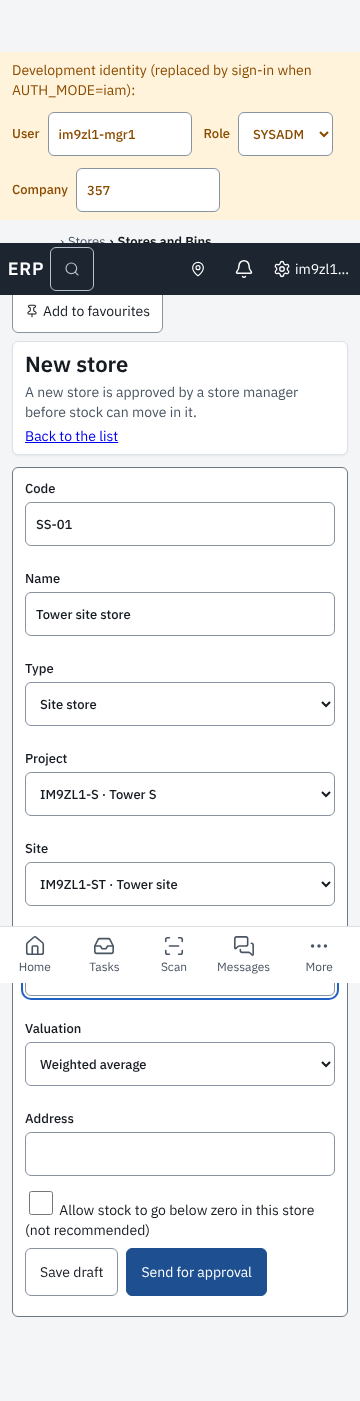 Development identity (replaced by sign-in when
AUTH_MODE=iam):
User im9zl1-mgr1 Role SYSADM
Company 357
› Stores › Stores and Bins
ERP im9zl1...
Add to favourites
New store
A new store is approved by a store manager
before stock can move in it.
Back to the list
Code
SS-01
Name
Tower site store
Type
Site store
Project
IM9ZL1-S · Tower S
Site
IM9ZL1-ST · Tower site
Home Tasks Scan Messages More
Valuation
Weighted average
Address
Allow stock to go below zero in this store
(not recommended)
Save draft Send for approval